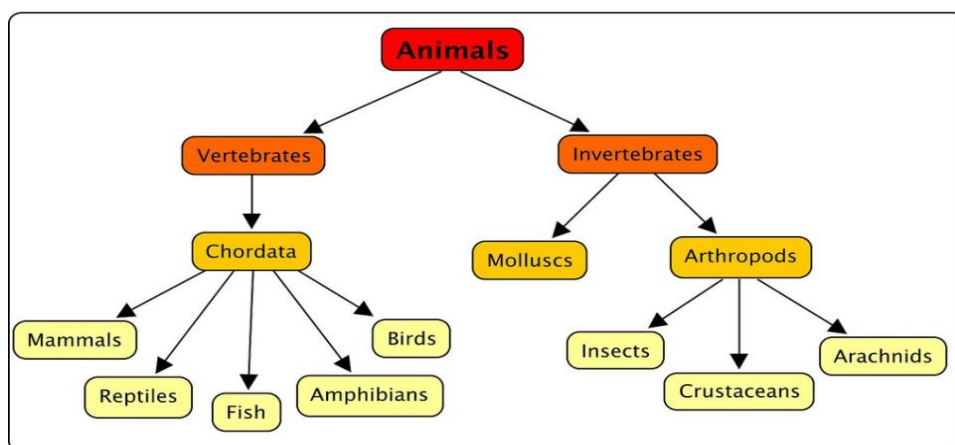 Animals
Vertebrates
Invertebrates
Chordata
Molluscs
Arthropods
Mammals
Reptiles
Fish
Amphibians
Birds
Insects
Crustaceans
Arachnids